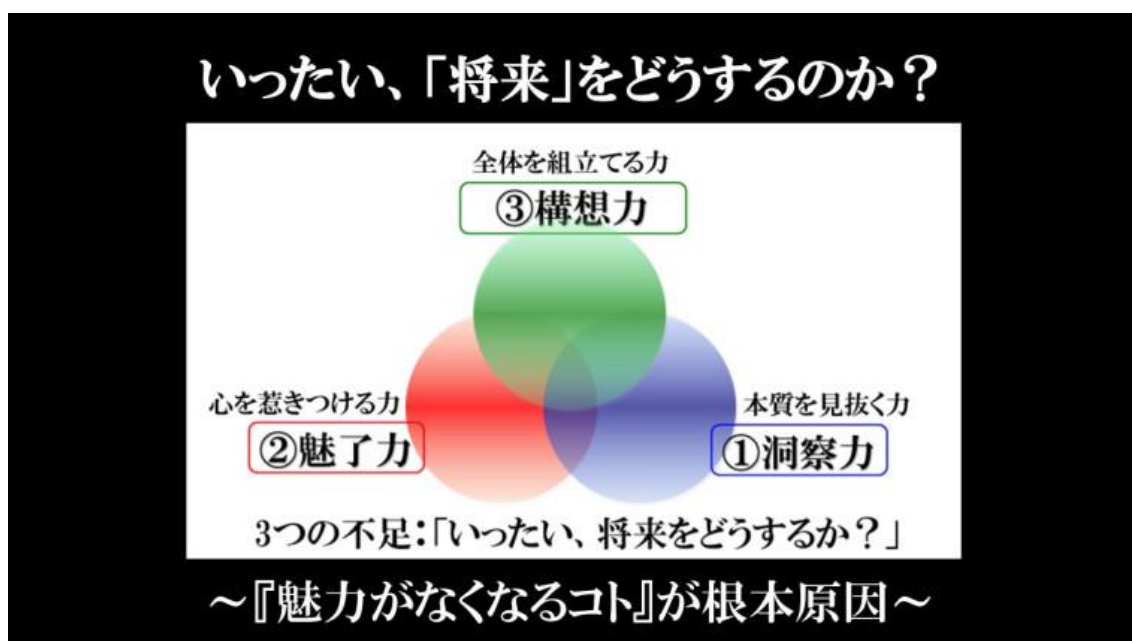 いったい、「将来」をどうするのか?
全体を組立てる力
③構想力
心を惹きつける力
②魅了力
本質を見抜く力
①洞察力
3つの不足:「いったい、将来をどうするか?」
~『魅力がなくなるコト』が根本原因~